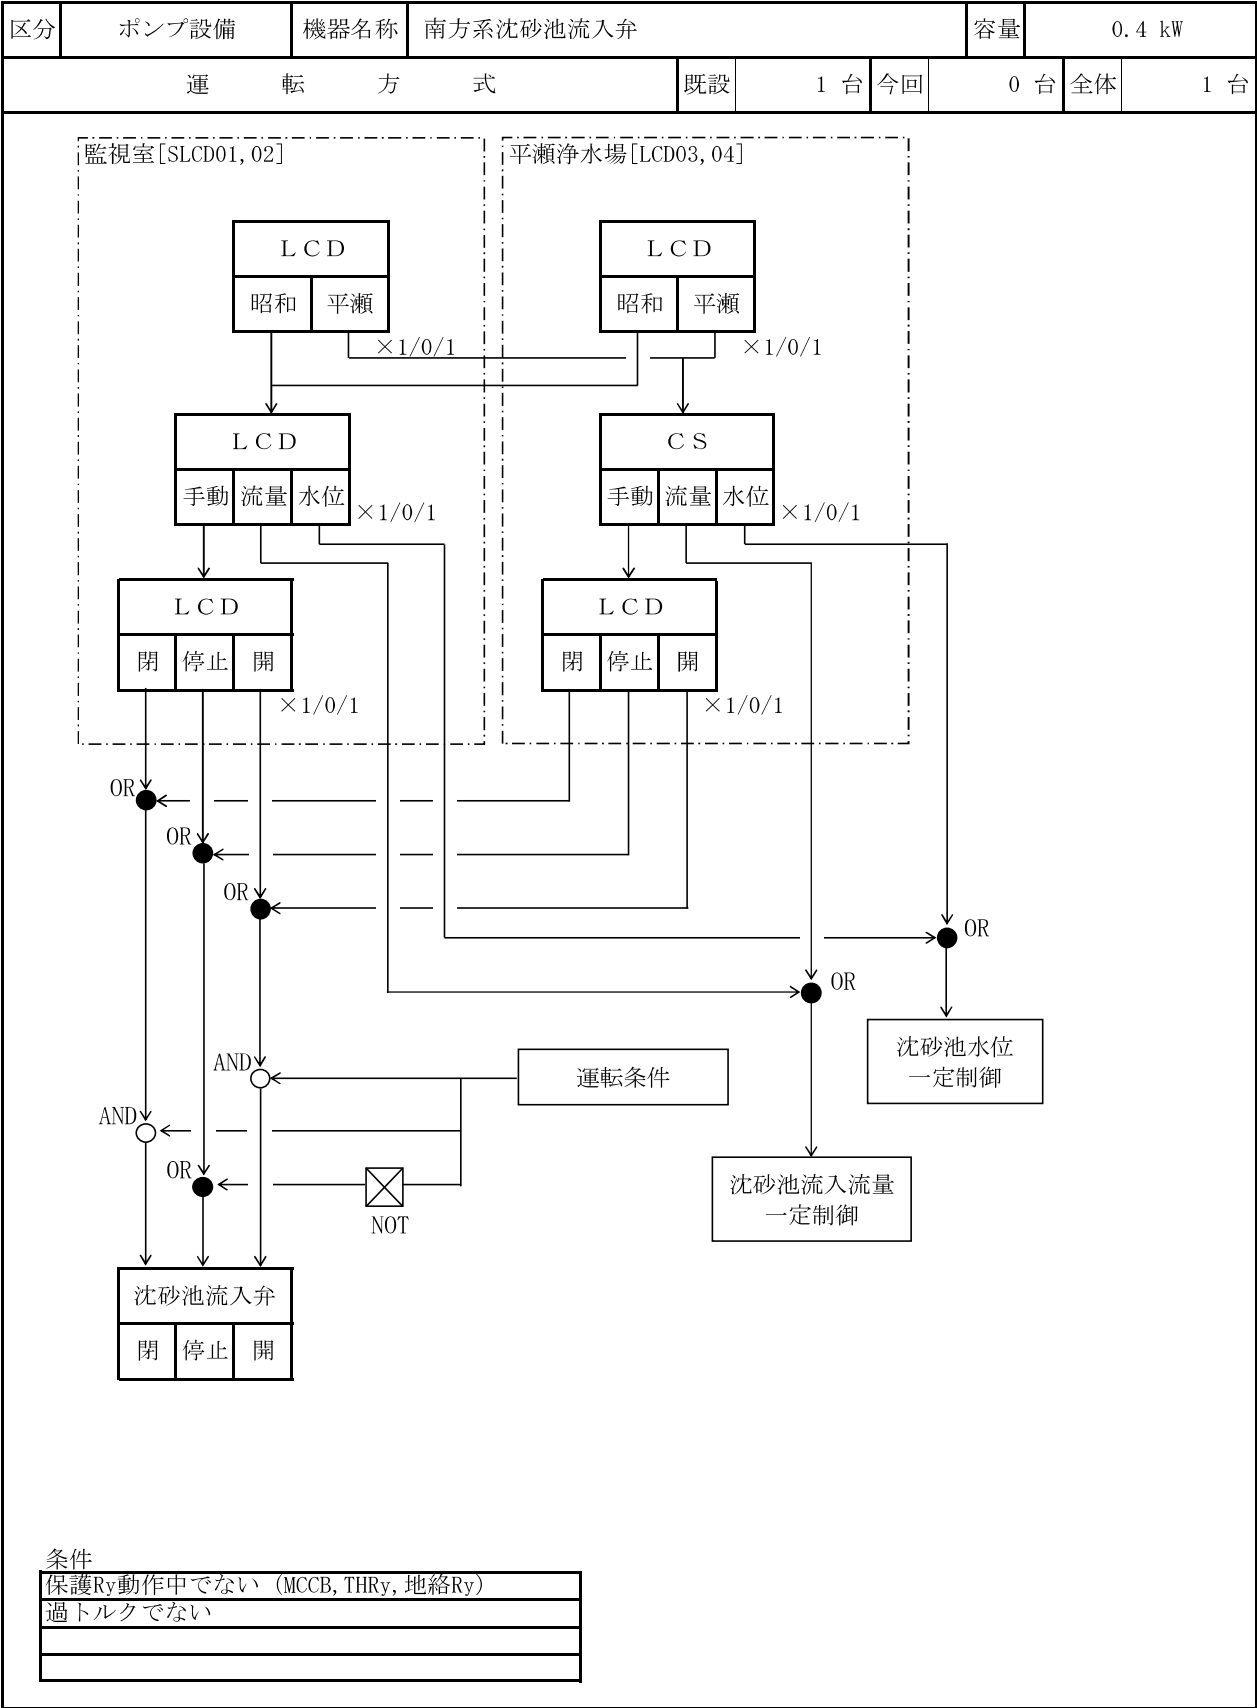 区分 ポンプ設備 機器名称 南方系沈砂池流入弁 容量 0.4 kW
運 転 方 式 既設 1 台 今回 0 台 全体 1 台
監視室[SLCD01,02] 平瀬浄水場[LCD03,04]
ＬＣＤ ＬＣＤ
昭和 平瀬 昭和 平瀬
×1/0/1 ×1/0/1
ＬＣＤ ＣＳ
手動 流量 水位 手動 流量 水位
×1/0/1 ×1/0/1
ＬＣＤ ＬＣＤ
閉 停止 開 閉 停止 開
×1/0/1 ×1/0/1
OR
OR
OR
OR
OR
沈砂池水位
一定制御
AND
運転条件
AND
OR
沈砂池流入流量
一定制御
NOT
沈砂池流入弁
閉 停止 開
条件
保護Ry動作中でない（MCCB,THRy,地絡Ry）
過トルクでない